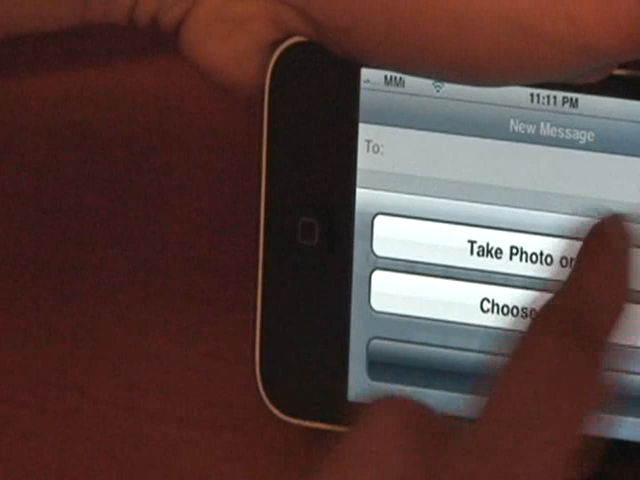 MMi
11:11 PM
New Message
To:
Take Photo or
Choose